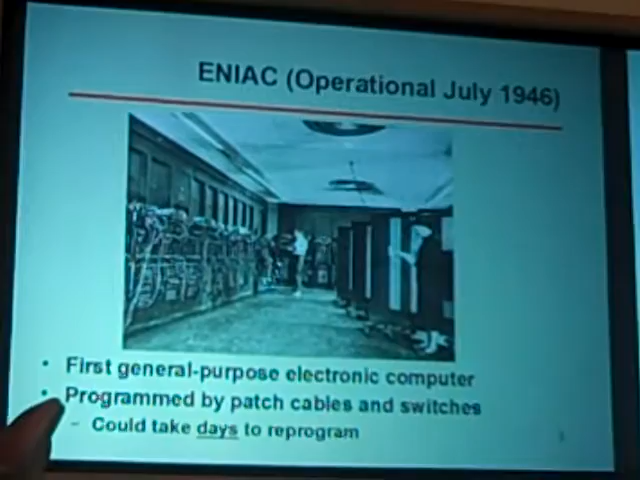 ENIAC (Operational July 1946)
• First general-purpose electronic computer
• Programmed by patch cables and switches
– Could take days to reprogram